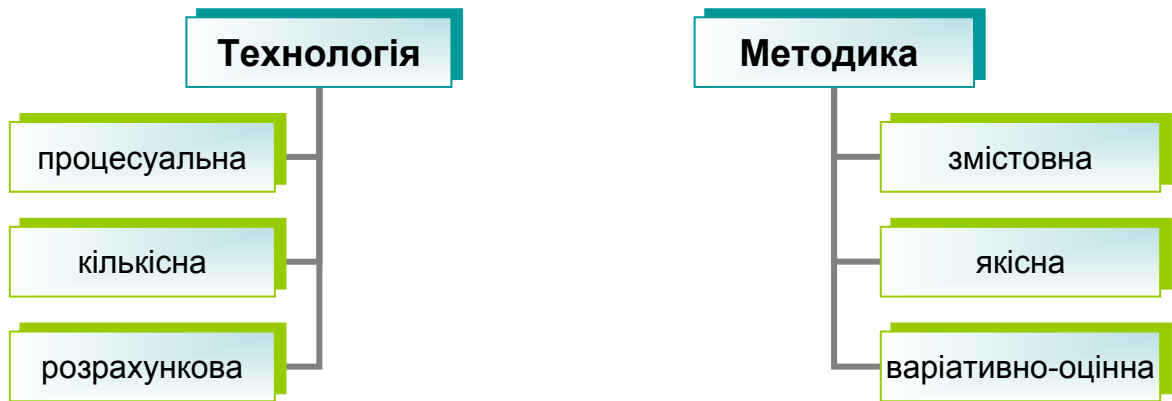 Технологія
процесуальна
кількісна
розрахункова
Методика
змістовна
якісна
варіативно-оцінна